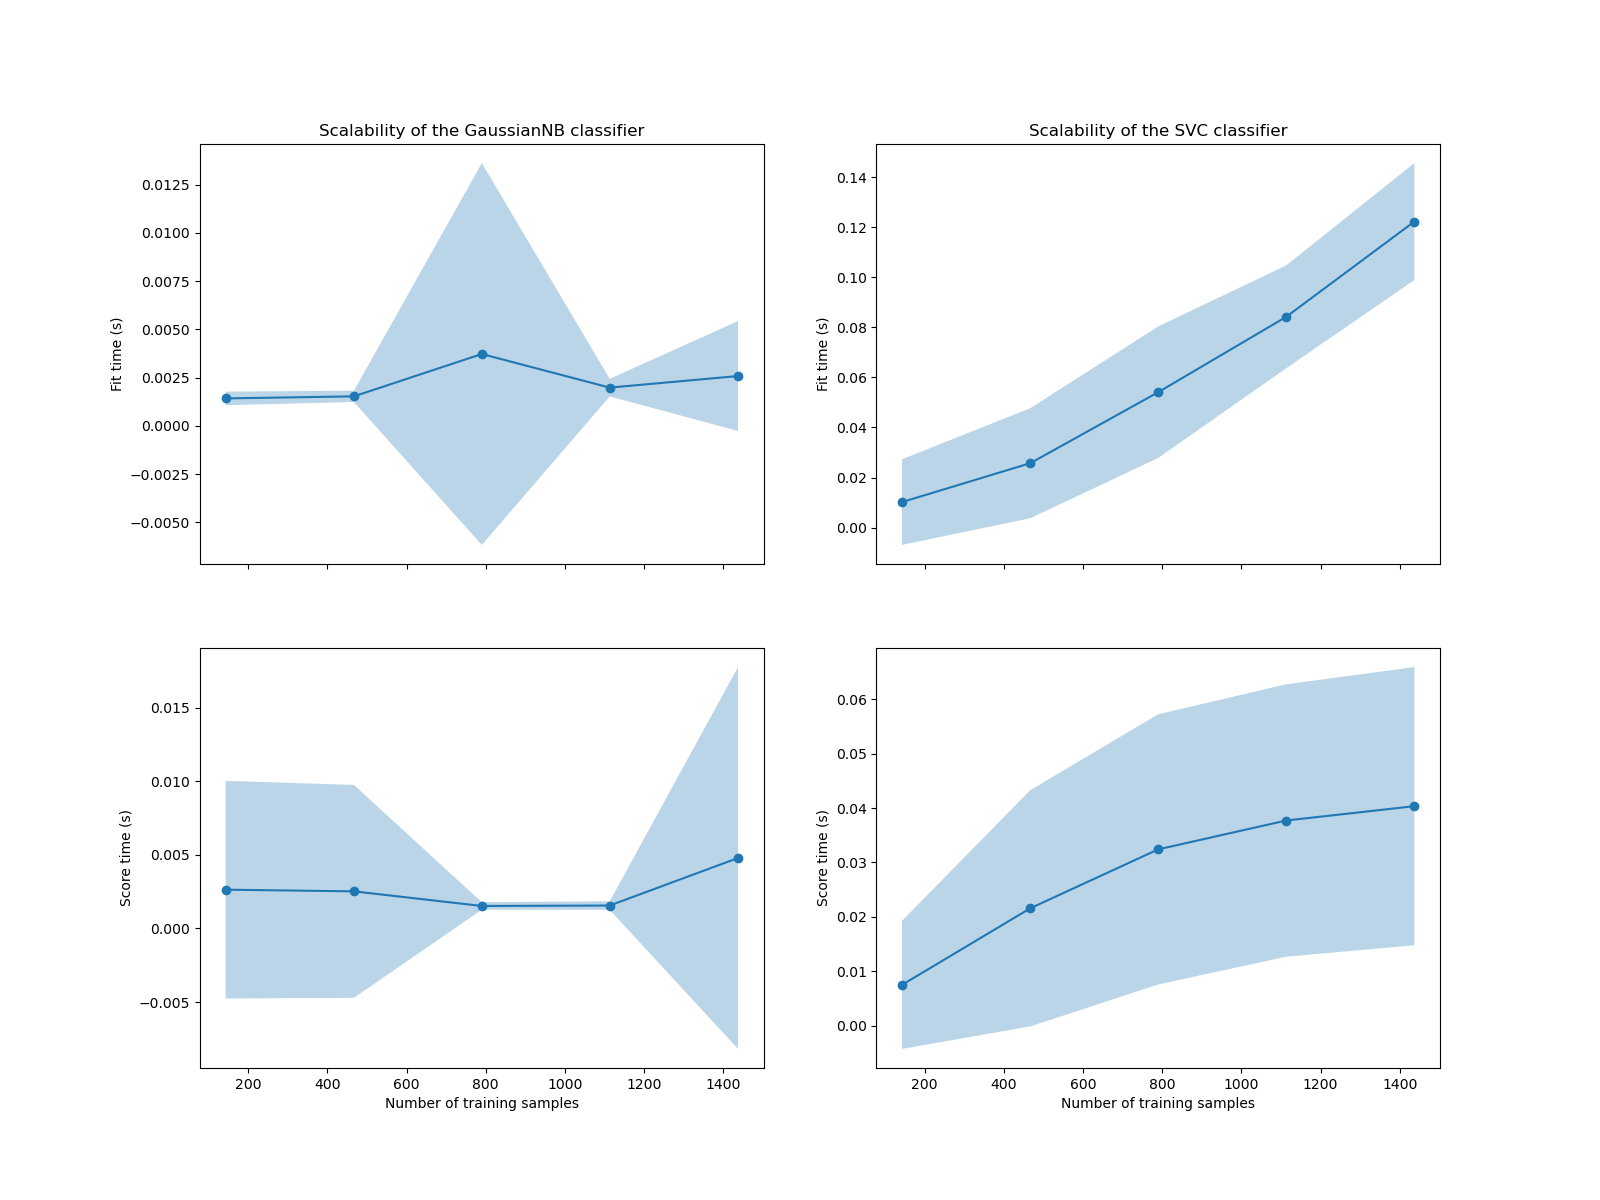 Scalability of the GaussianNB classifier
Fit time (s)
0.0125
0.0100
0.0075
0.0050
0.0025
0.0000
−0.0025
−0.0050
Scalability of the SVC classifier
Fit time (s)
0.14
0.12
0.10
0.08
0.06
0.04
0.02
0.00
Score time (s)
0.015
0.010
0.005
0.000
−0.005
200 400 600 800 1000 1200 1400
Number of training samples
Score time (s)
0.06
0.05
0.04
0.03
0.02
0.01
0.00
200 400 600 800 1000 1200 1400
Number of training samples